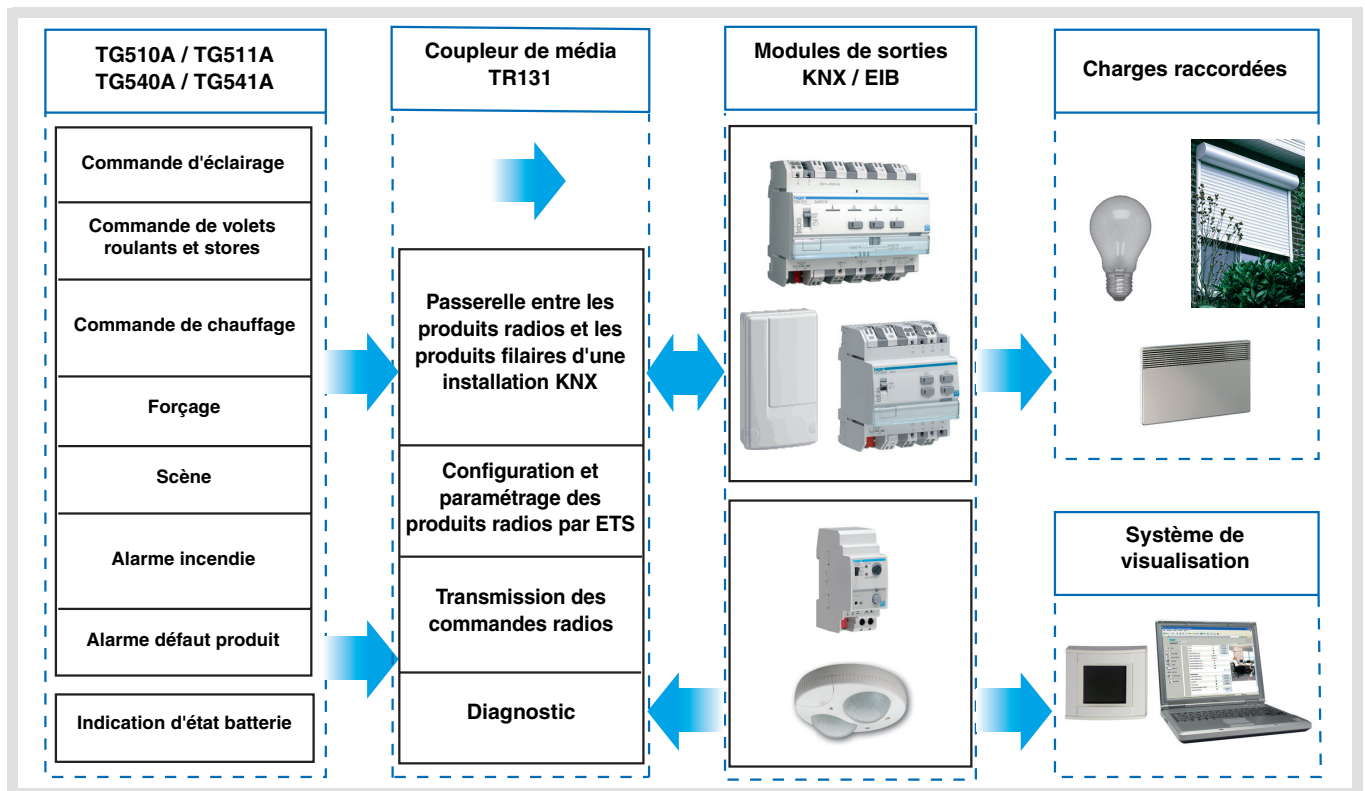 TG510A / TG511A
TG540A / TG541A
Commande d'éclairage
Commande de volets
roulants et stores
Commande de chauffage
Forçage
Scène
Alarme incendie
Alarme défaut produit
Indication d'état batterie
Coupleur de média
TR131
Passerelle entre les
produits radios et les
produits filaires d'une
installation KNX
Configuration et
paramétrage des
produits radios par ETS
Transmission des
commandes radios
Diagnostic
Modules de sorties
KNX / EIB
Charges raccordées
Système de
visualisation